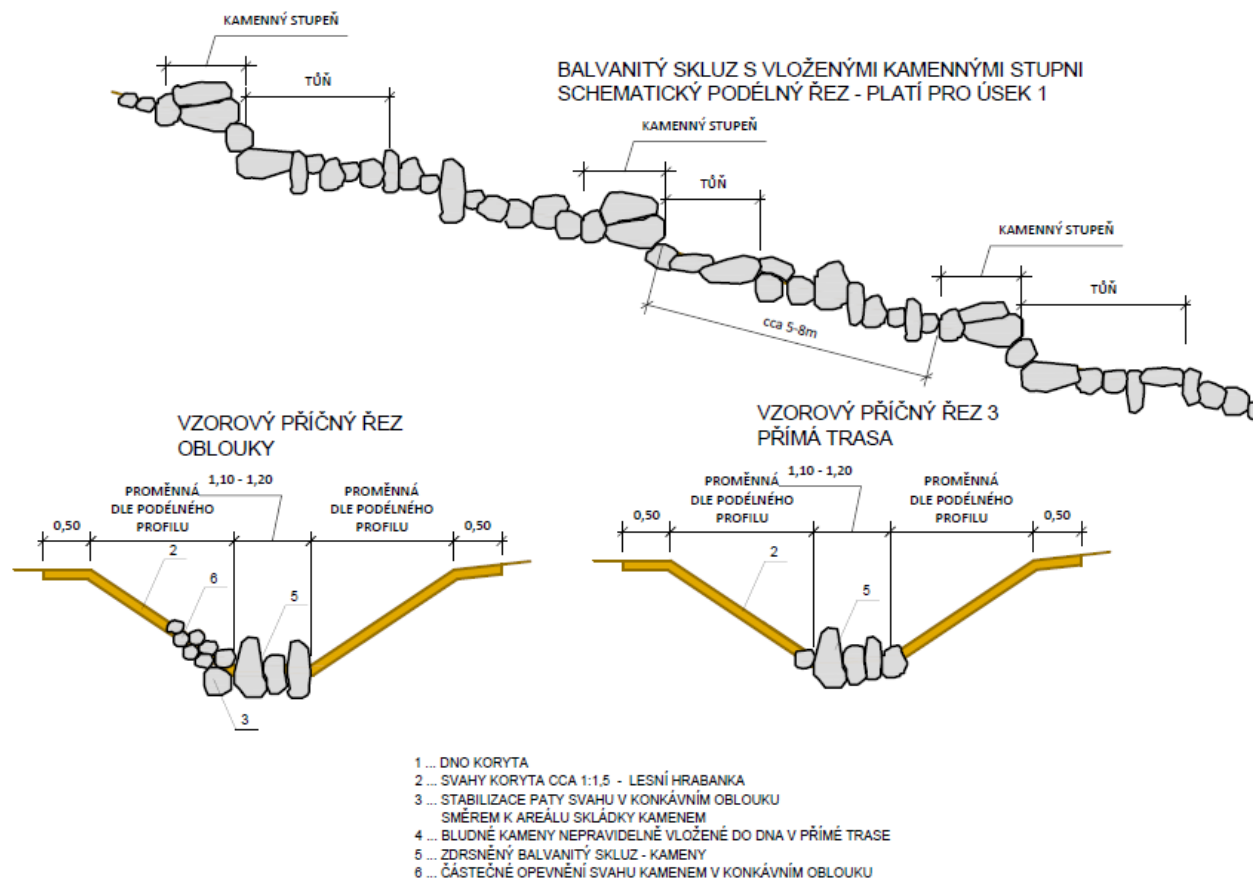 KAMENNÝ STUPEŇ
TŮŇ
BALVANITÝ SKLUZ S VLOŽENÝMI KAMENNÝMI STUPNI
SCHEMATICKÝ PODÉLNÝ ŘEZ - PLATÍ PRO ÚSEK 1
KAMENNÝ STUPEŇ
TŮŇ
KAMENNÝ STUPEŇ
TŮŇ
cca 5-8m
VZOROVÝ PŘÍČNÝ ŘEZ
OBLOUKY
1,10 - 1,20
PROMĚNNÁ
DLE PODÉLNÉHO
PROFILU
PROMĚNNÁ
DLE PODÉLNÉHO
PROFILU
0,50
0,50
2
6
5
3
VZOROVÝ PŘÍČNÝ ŘEZ 3
PŘÍMÁ TRASA
1,10 - 1,20
PROMĚNNÁ
DLE PODÉLNÉHO
PROFILU
PROMĚNNÁ
DLE PODÉLNÉHO
PROFILU
0,50
0,50
2
5
1 ... DNO KORYTA
2 ... SVAHY KORYTA CCA 1:1,5 - LESNÍ HRABANKA
3 ... STABILIZACE PATY SVAHU V KONKÁVNÍM OBLOUKU
SMĚREM K AREÁLU SKLÁDKY KAMENEM
4 ... BLUDNÉ KAMENY NEPRAVIDELNĚ VLOŽENÉ DO DNA V PŘÍMÉ TRASE
5 ... ZDRSNĚNÝ BALVANITÝ SKLUZ - KAMENY
6 ... ČÁSTEČNÉ OPEVNĚNÍ SVAHU KAMENEM V KONKÁVNÍM OBLOUKU